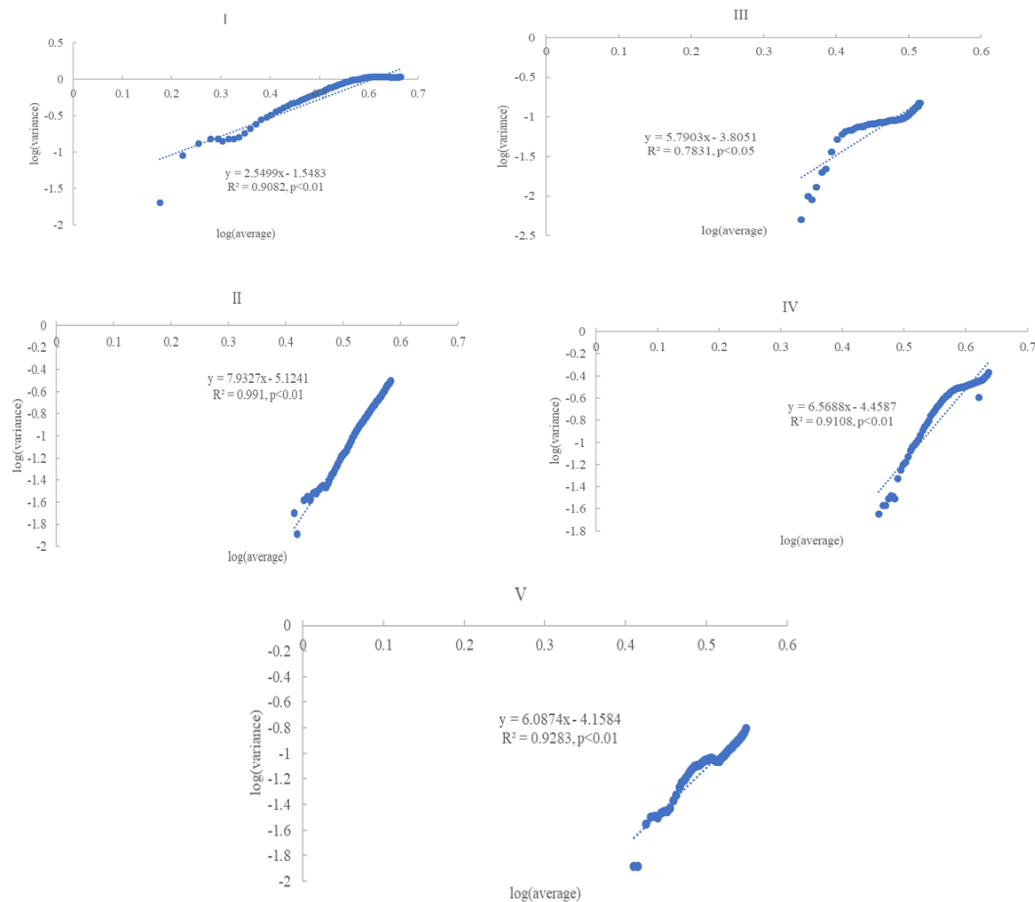 I
0.5
0
-0.5
-1
-1.5
-2
0 0.1 0.2 0.3 0.4 0.5 0.6 0.7
log(variance)
y = 2.5499x - 1.5483
R² = 0.9082, p<0.01
log(average)
III
0
-0.5
-1
-1.5
-2
-2.5
0 0.1 0.2 0.3 0.4 0.5 0.6
log(variance)
y = 5.7903x - 3.8051
R² = 0.7831, p<0.05
log(average)
II
0
-0.2
-0.4
-0.6
-0.8
-1
-1.2
-1.4
-1.6
-1.8
-2
0 0.1 0.2 0.3 0.4 0.5 0.6 0.7
log(variance)
y = 7.9327x - 5.1241
R² = 0.991, p<0.01
log(average)
IV
0
-0.2
-0.4
-0.6
-0.8
-1
-1.2
-1.4
-1.6
-1.8
0 0.1 0.2 0.3 0.4 0.5 0.6 0.7
log(variance)
y = 6.5688x - 4.4587
R² = 0.9108, p<0.01
log(average)
V
0
-0.2
-0.4
-0.6
-0.8
-1
-1.2
-1.4
-1.6
-1.8
-2
0 0.1 0.2 0.3 0.4 0.5 0.6
log(variance)
y = 6.0874x - 4.1584
R² = 0.9283, p<0.01
log(average)